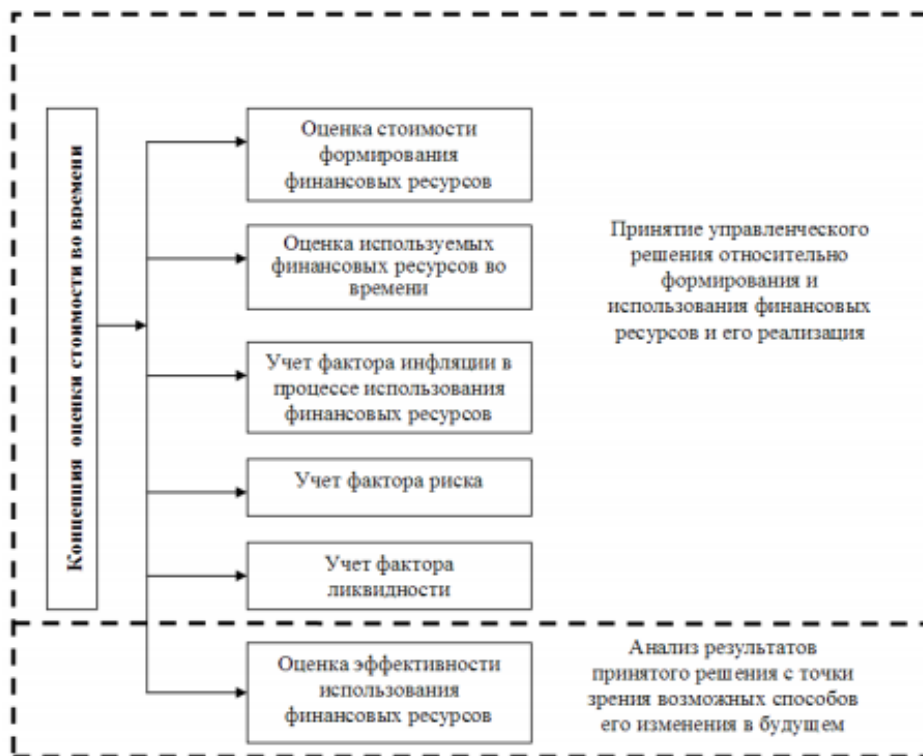 Концепция оценки стоимости во времени
Оценка стоимости
формирования
финансовых ресурсов
Оценка используемых
финансовых ресурсов во
времени
Учет фактора инфляции в
процессе использования
финансовых ресурсов
Учет фактора риска
Учет фактора
ликвидности
Принятие управленческого
решения относительно
формирования и
использования финансовых
ресурсов и его реализация
Оценка эффективности
использования
финансовых ресурсов
Анализ результатов
принятого решения с точки
зрения возможных способов
его изменения в будущем